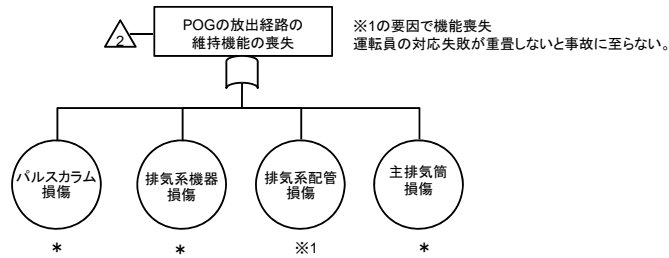 2
POGの放出経路の
維持機能の喪失
※1の要因で機能喪失
運転員の対応失敗が重畳しないと事故に至らない。
パルスカラム
損傷
排気系機器
損傷
排気系配管
損傷
主排気筒
損傷
*
*
※1
*